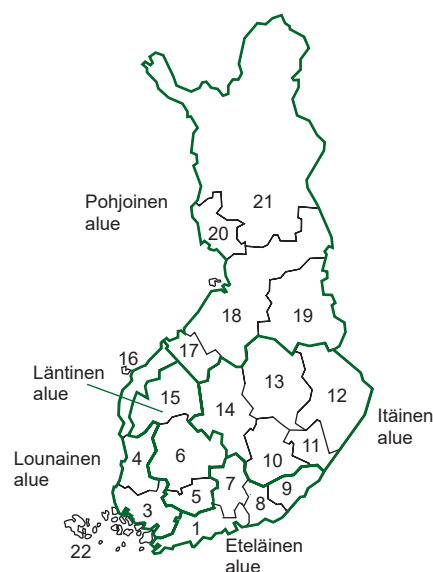 21
Pohjoinen
alue
20
18
19
17
16
Läntinen
alue
15
13
12
14
Itäinen
alue
11
10
4
6
Lounainen
alue
7
9
5
8
3
1
22
Eteläinen
alue